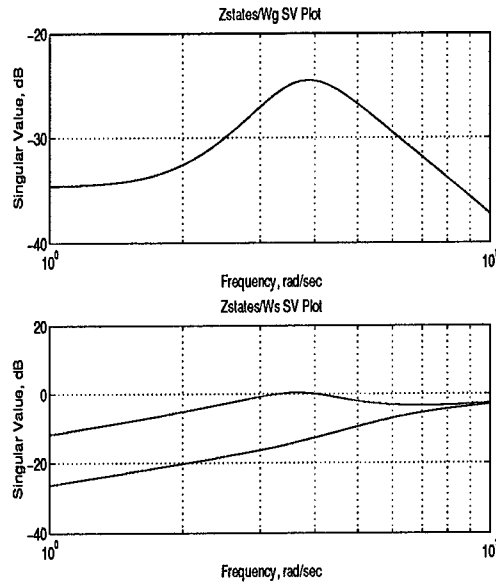 Zstates/Wg SV Plot
Singular Value, dB
-20
-30
-40
10^0
10
Frequency, rad/sec
Zstates/Ws SV Plot
Singular Value, dB
20
0
-20
-40
10^0
Frequency, rad/sec